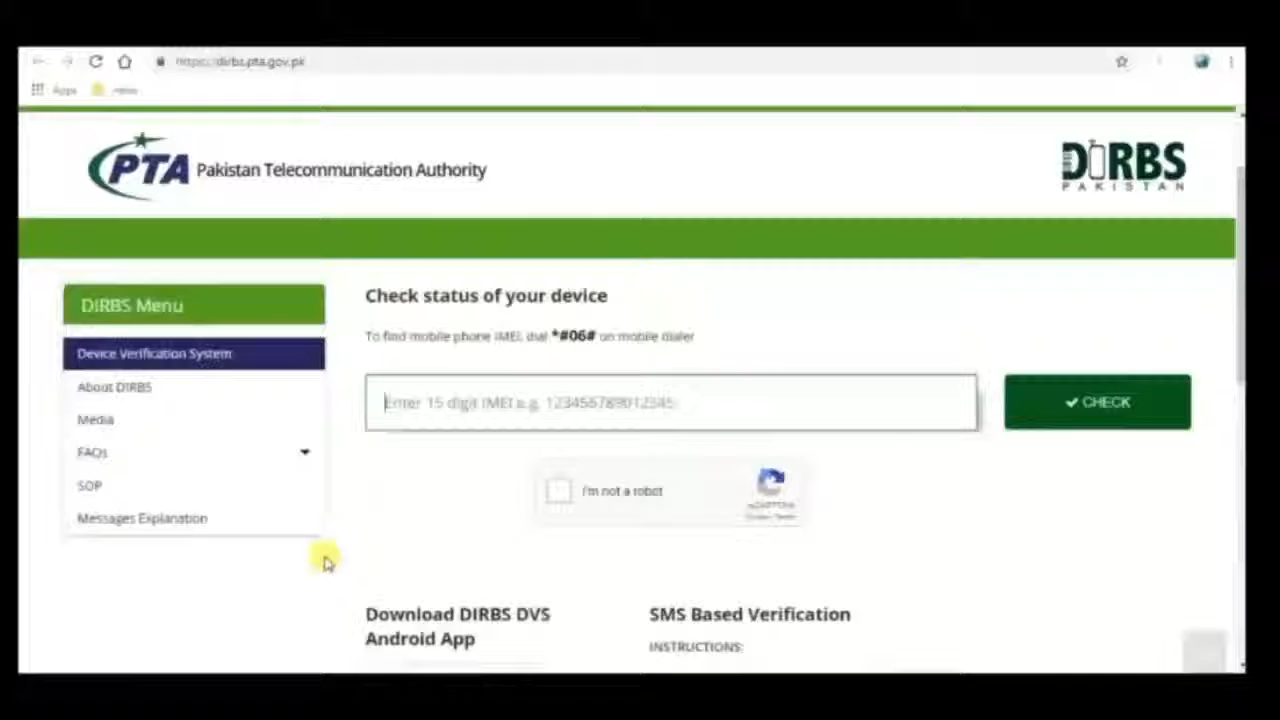 https://dirbs.pta.gov.pk
Apps
PTA Pakistan Telecommunication Authority
DIRBS
PAKISTAN
DIRBS Menu
Device Verification System
About DIRBS
Media
FAQs
SOP
Messages Explanation
Check status of your device
To find mobile phone IMEI, dial *#06# on mobile dialer
Enter 15 digit IMEI e.g. 123456789012345
CHECK
I'm not a robot
reCAPTCHA
Privacy - Terms
Download DIRBS DVS
Android App
SMS Based Verification
INSTRUCTIONS: